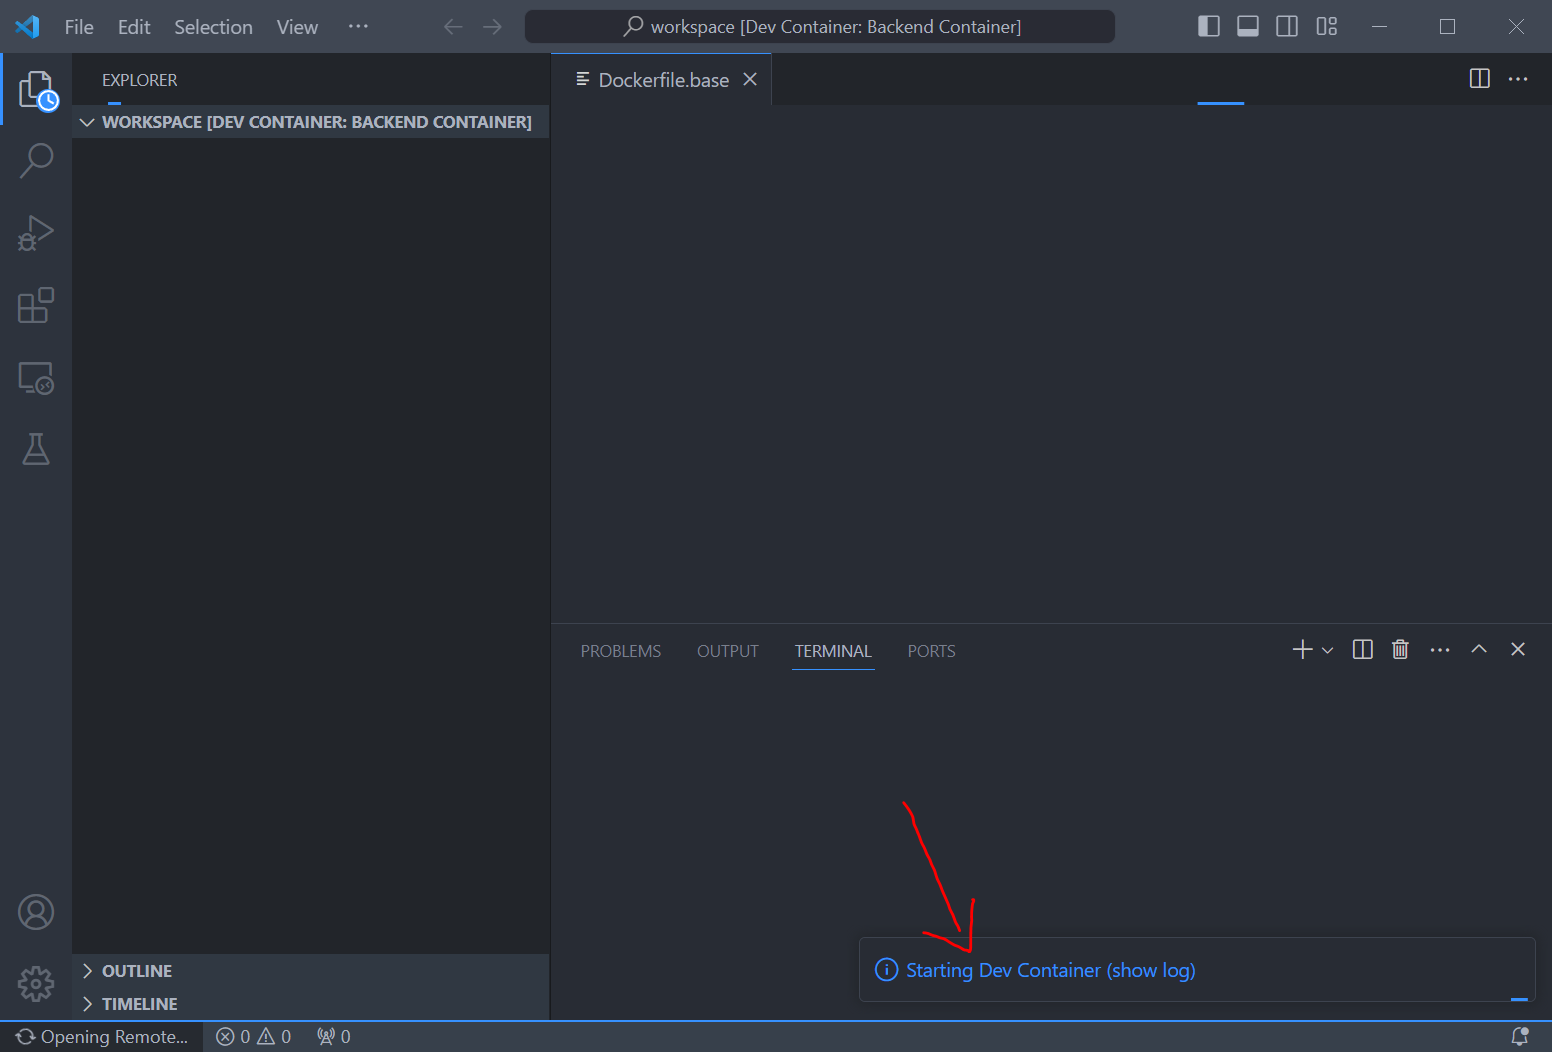 File Edit Selection View ···
workspace [Dev Container: Backend Container]
EXPLORER
WORKSPACE [DEV CONTAINER: BACKEND CONTAINER]
Dockerfile.base
PROBLEMS OUTPUT TERMINAL PORTS
Starting Dev Container (show log)
OUTLINE
TIMELINE
Opening Remote... 0 0 0